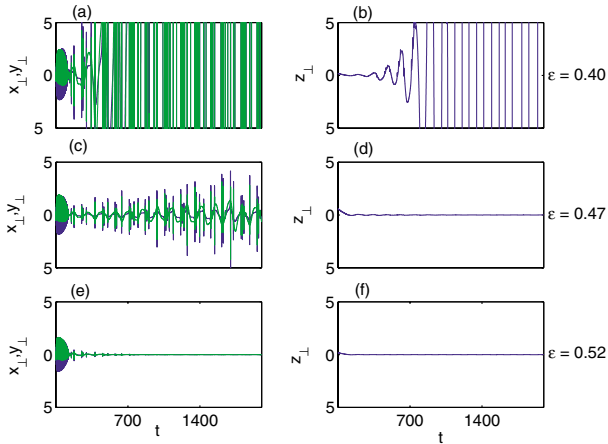 (a) (b)
5 5
x⊥,y⊥ 0 z⊥ 0 ε = 0.40
5 5
(c) (d)
5 5
x⊥,y⊥ 0 z⊥ 0 ε = 0.47
5 5
(e) (f)
5 5
x⊥,y⊥ 0 z⊥ 0 ε = 0.52
5 5
700 1400 700 1400
t t